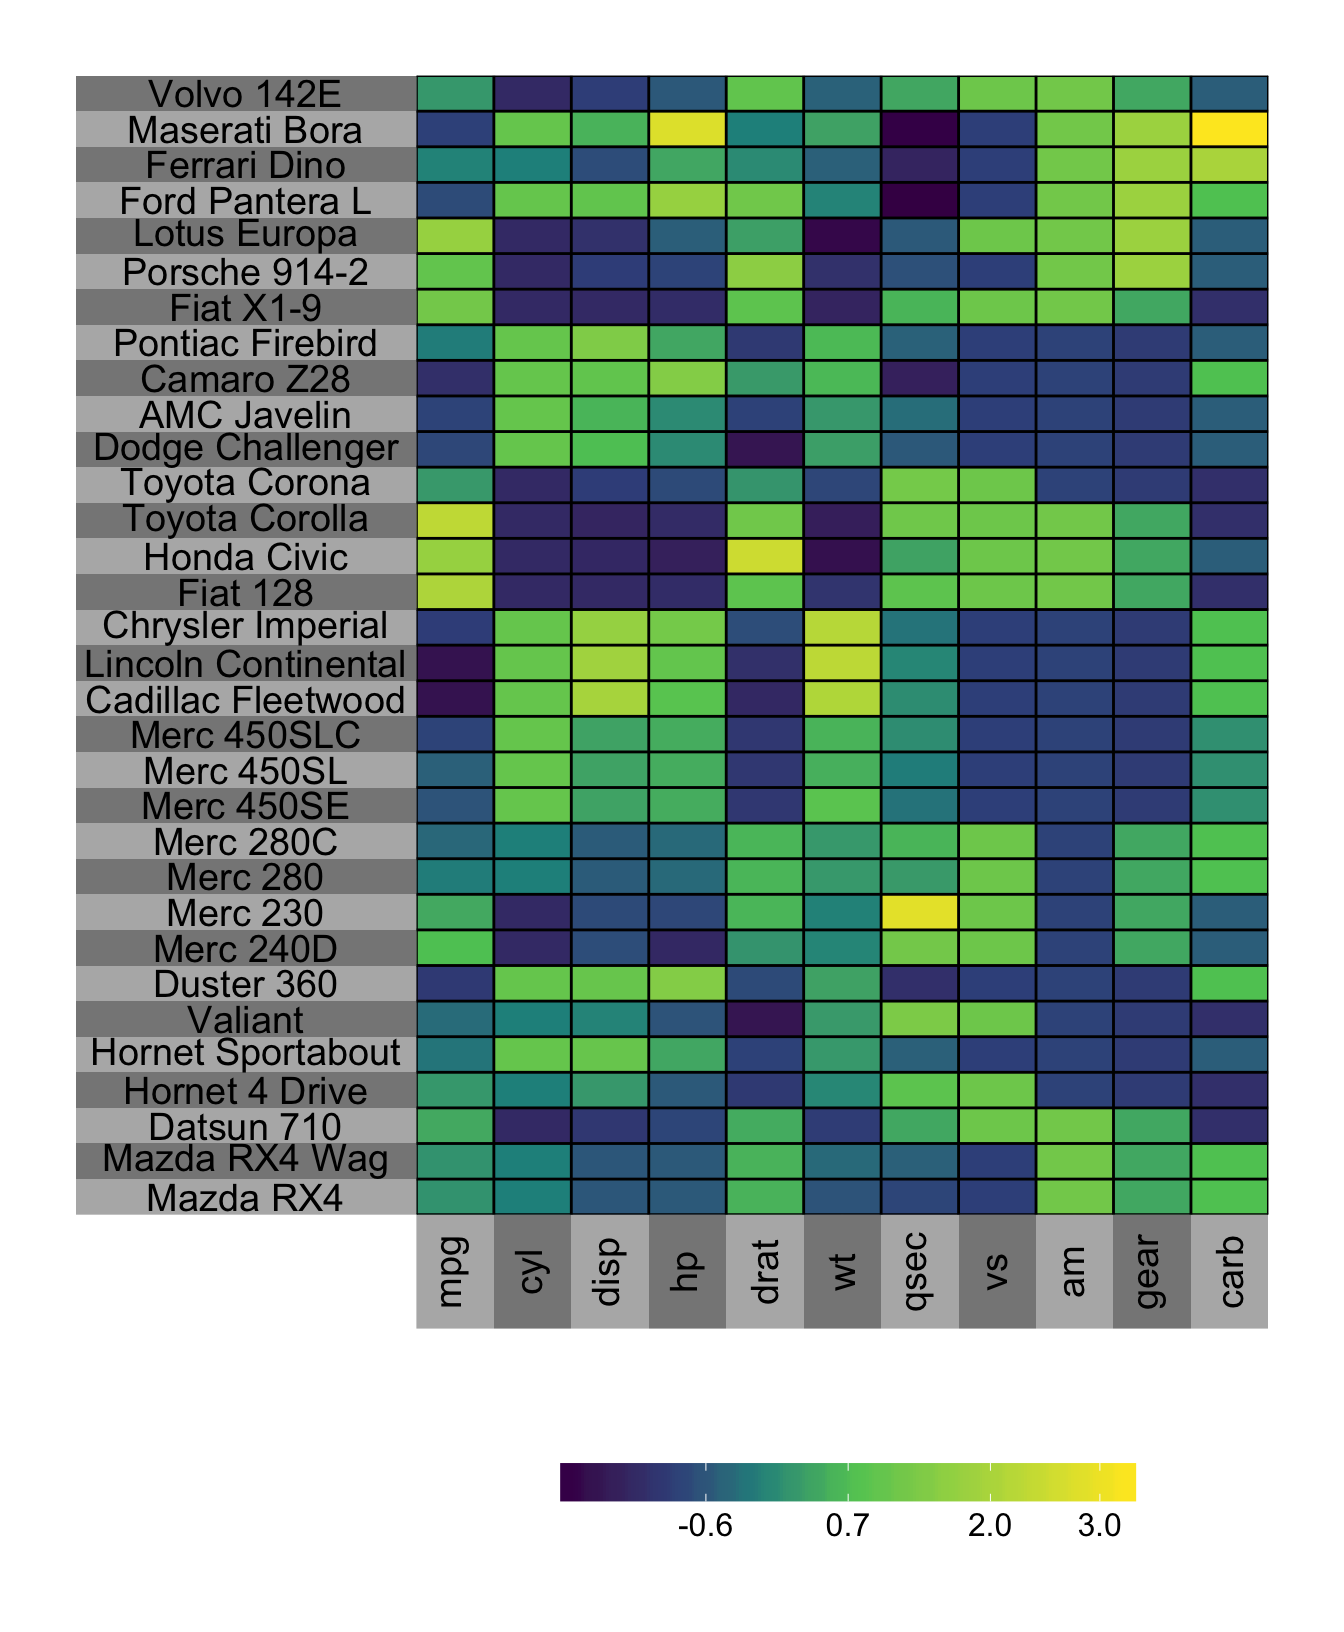 Volvo 142E
Maserati Bora
Ferrari Dino
Ford Pantera L
Lotus Europa
Porsche 914-2
Fiat X1-9
Pontiac Firebird
Camaro Z28
AMC Javelin
Dodge Challenger
Toyota Corona
Toyota Corolla
Honda Civic
Fiat 128
Chrysler Imperial
Lincoln Continental
Cadillac Fleetwood
Merc 450SLC
Merc 450SL
Merc 450SE
Merc 280C
Merc 280
Merc 230
Merc 240D
Duster 360
Valiant
Hornet Sportabout
Hornet 4 Drive
Datsun 710
Mazda RX4 Wag
Mazda RX4
mpg cyl disp hp drat wt qsec vs am gear carb
-0.6 0.7 2.0 3.0